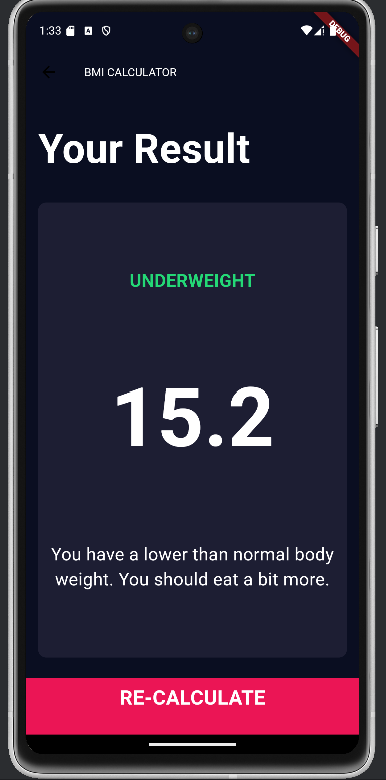 1:33
DEBUG
BMI CALCULATOR
Your Result
UNDERWEIGHT
15.2
You have a lower than normal body
weight. You should eat a bit more.
RE-CALCULATE